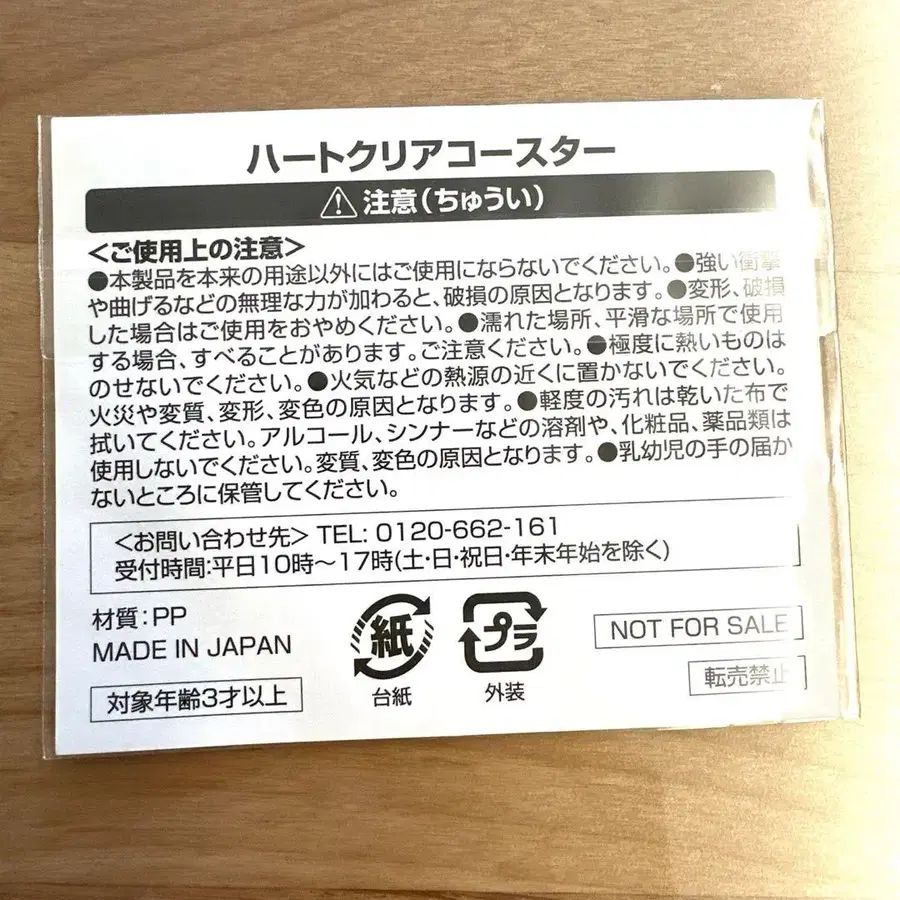 ハートクリアコースター
注意(ちゅうい)
<ご使用上の注意>
●本製品を本来の用途以外にはご使用にならないでください。●強い衝撃
や曲げるなどの無理な力が加わると、破損の原因となります。●変形、破損
した場合はご使用をおやめください。●濡れた場所、平滑な場所で使用
する場合、すべることがあります。ご注意ください。●極度に熱いものは
のせないでください。●火気などの熱源の近くに置かないでください。
火災や変質、変形、変色の原因となります。●軽度の汚れは乾いた布で
拭いてください。アルコール、シンナーなどの溶剤や、化粧品、薬品類は
使用しないでください。変質、変色の原因となります。●乳幼児の手の届か
ないところに保管してください。
<お問い合わせ先> TEL: 0120-662-161
受付時間:平日10時〜17時(土・日・祝日・年末年始を除く)
材質:PP
MADE IN JAPAN
対象年齢3才以上
紙
台紙
プラ
外装
NOT FOR SALE
転売禁止